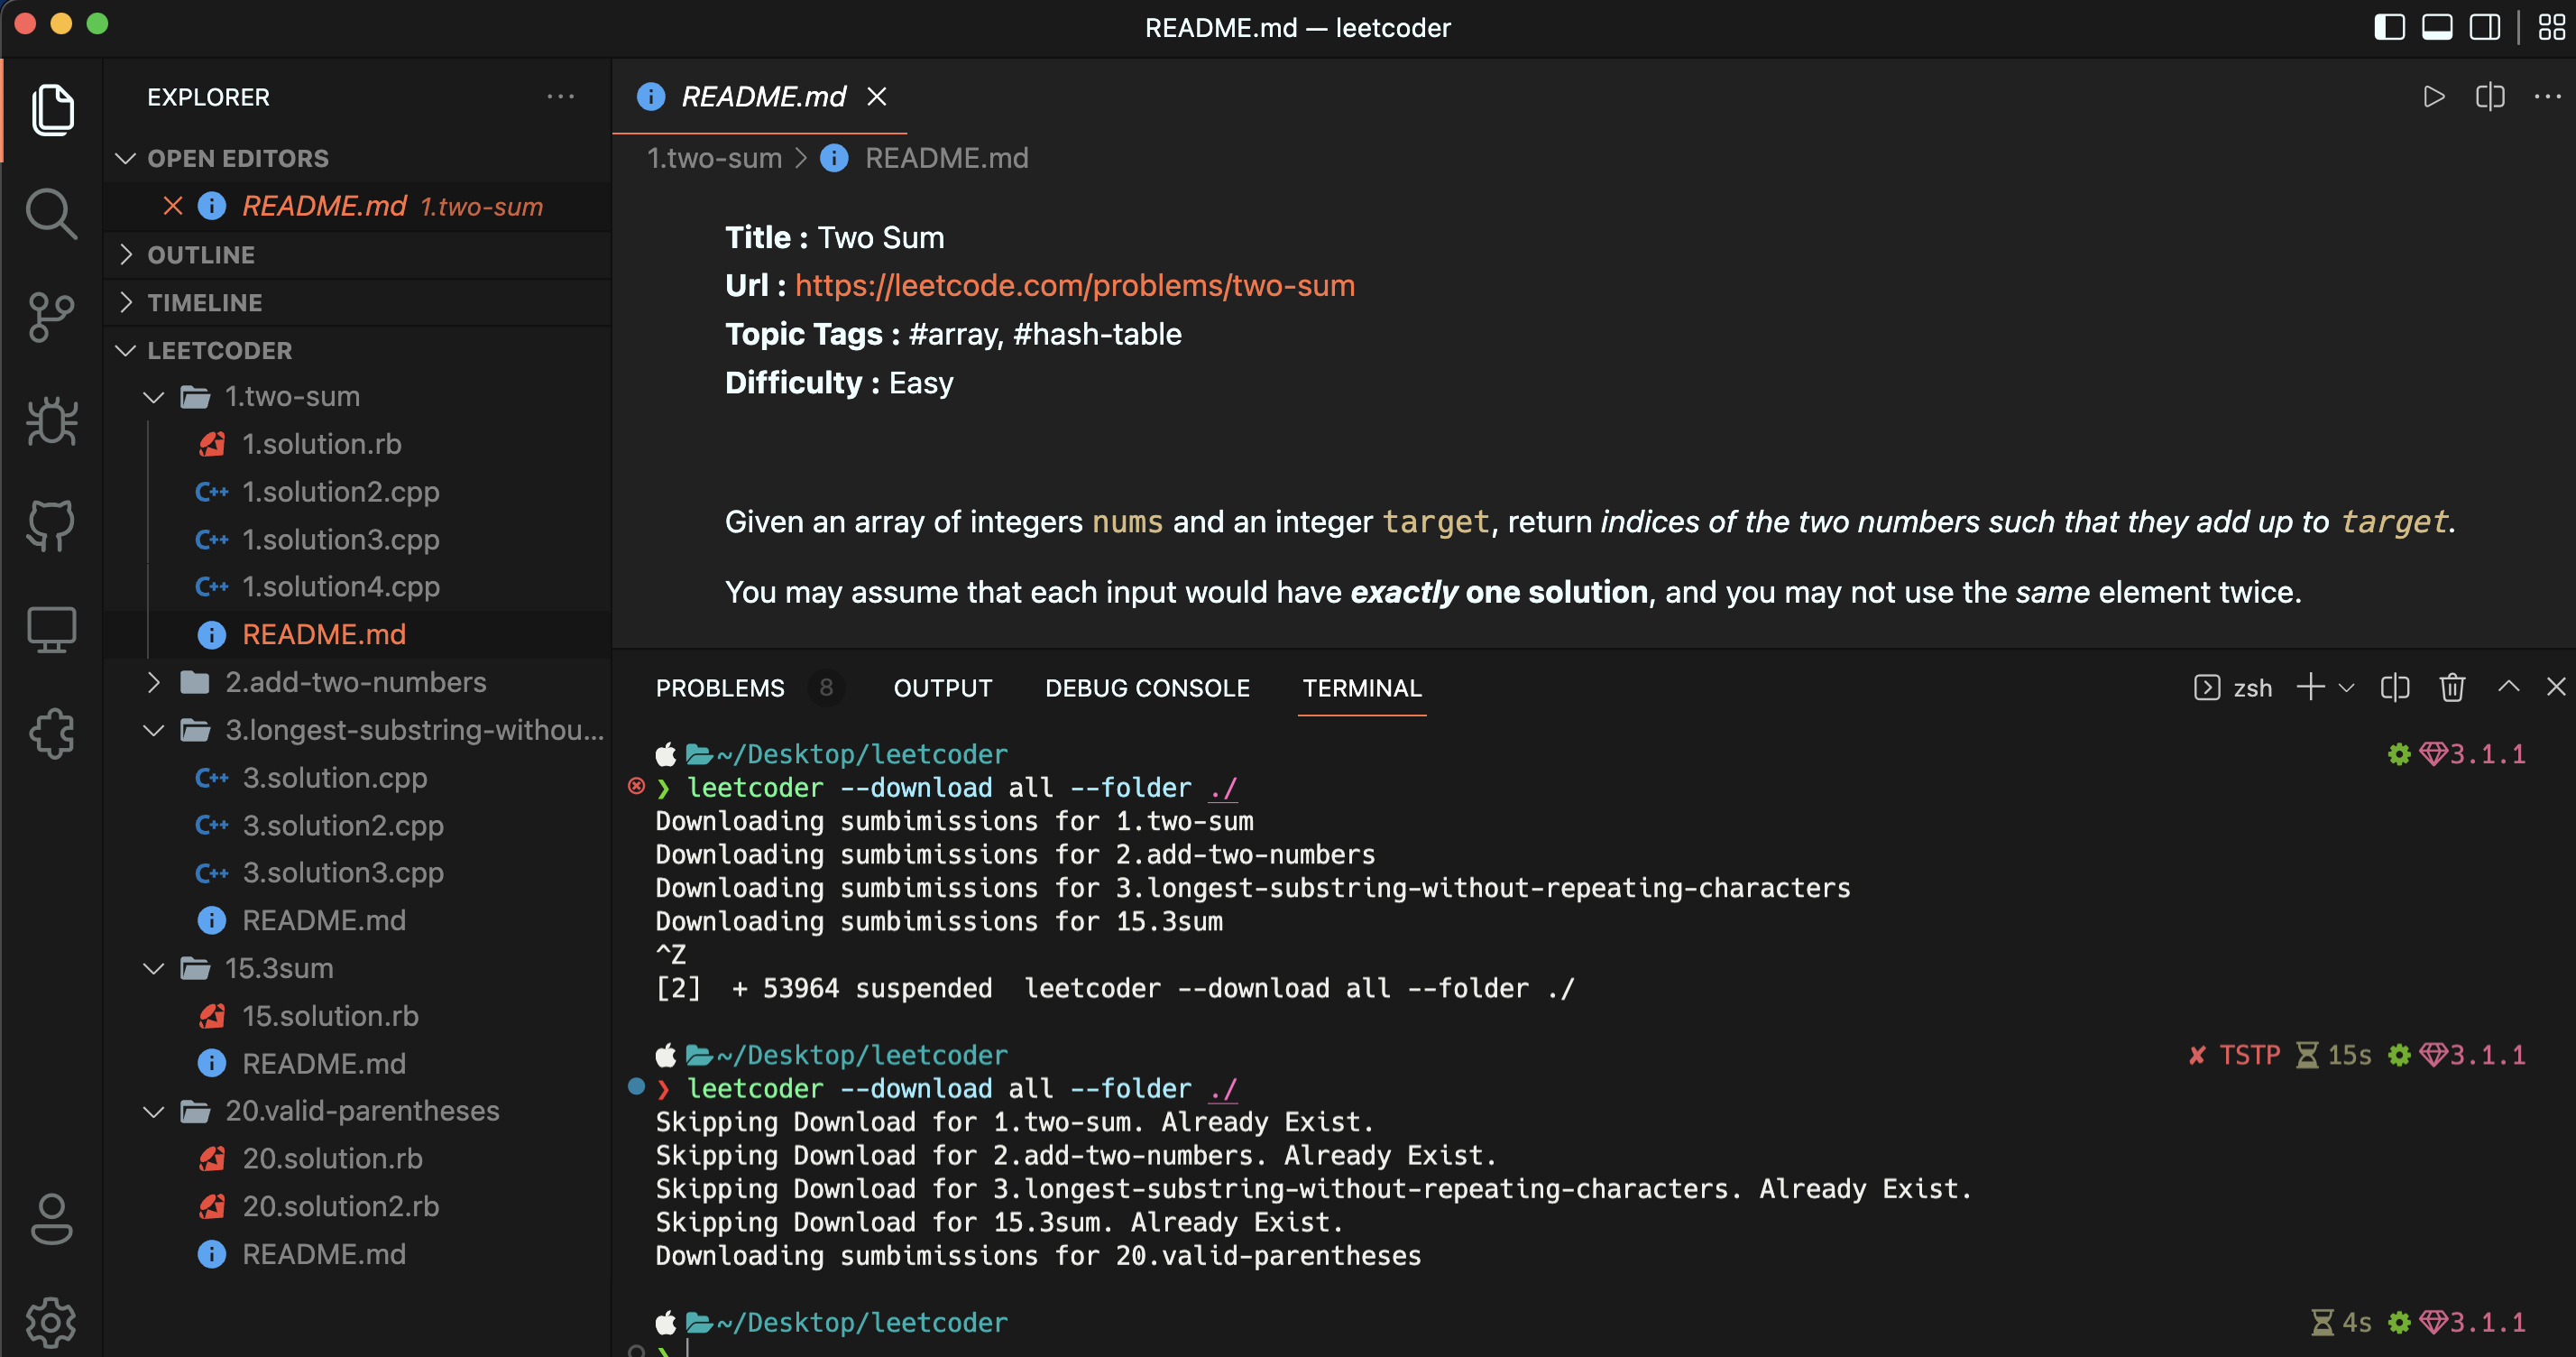 README.md — leetcoder
EXPLORER
OPEN EDITORS
README.md 1.two-sum
OUTLINE
TIMELINE
LEETCODER
1.two-sum
1.solution.rb
C++ 1.solution2.cpp
C++ 1.solution3.cpp
C++ 1.solution4.cpp
README.md
2.add-two-numbers
3.longest-substring-withou...
C++ 3.solution.cpp
C++ 3.solution2.cpp
C++ 3.solution3.cpp
README.md
15.3sum
15.solution.rb
README.md
20.valid-parentheses
20.solution.rb
20.solution2.rb
README.md
README.md
1.two-sum > README.md
Title : Two Sum
Url : https://leetcode.com/problems/two-sum
Topic Tags : #array, #hash-table
Difficulty : Easy
Given an array of integers nums and an integer target, return indices of the two numbers such that they add up to target.
You may assume that each input would have exactly one solution, and you may not use the same element twice.
PROBLEMS 8 OUTPUT DEBUG CONSOLE TERMINAL zsh
~/Desktop/leetcoder 3.1.1
❯ leetcoder --download all --folder ./
Downloading sumbimissions for 1.two-sum
Downloading sumbimissions for 2.add-two-numbers
Downloading sumbimissions for 3.longest-substring-without-repeating-characters
Downloading sumbimissions for 15.3sum
^Z
[2]  + 53964 suspended  leetcoder --download all --folder ./
~/Desktop/leetcoder ✘ TSTP 15s 3.1.1
❯ leetcoder --download all --folder ./
Skipping Download for 1.two-sum. Already Exist.
Skipping Download for 2.add-two-numbers. Already Exist.
Skipping Download for 3.longest-substring-without-repeating-characters. Already Exist.
Skipping Download for 15.3sum. Already Exist.
Downloading sumbimissions for 20.valid-parentheses
~/Desktop/leetcoder 4s 3.1.1
❯